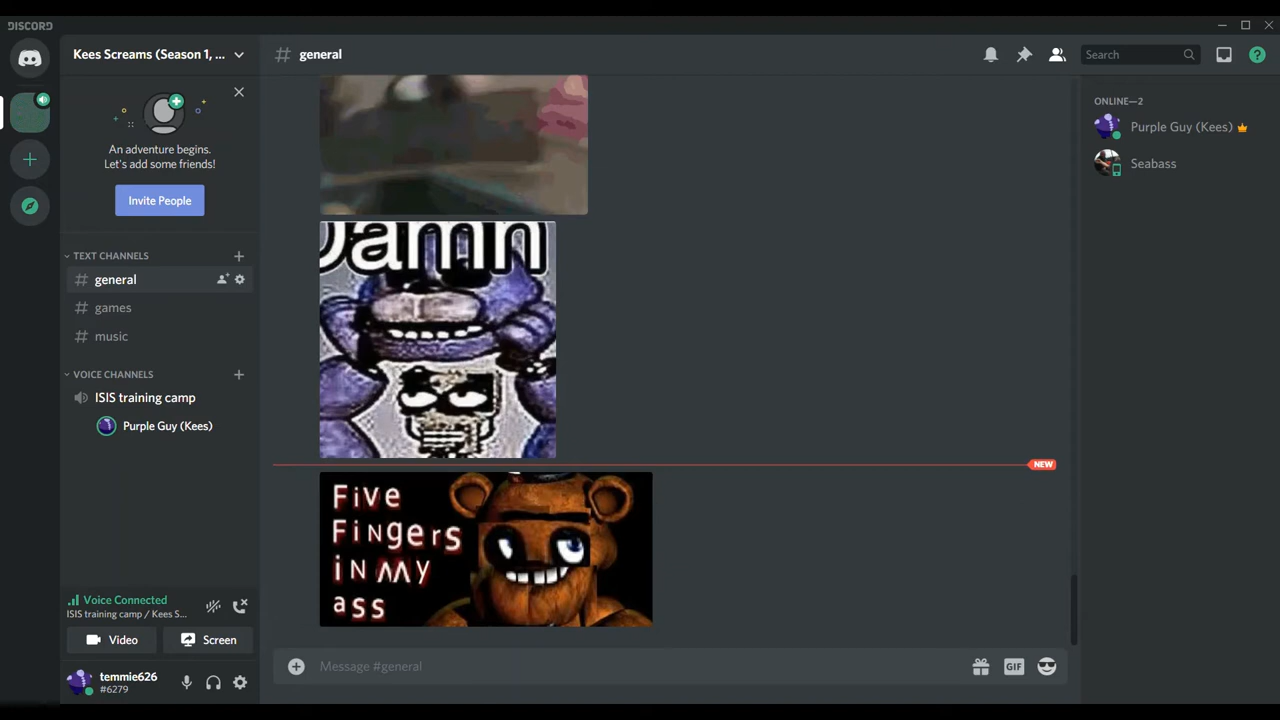 DISCORD
Kees Screams (Season 1, ...
general
Search
An adventure begins.
Let's add some friends!
Invite People
TEXT CHANNELS
general
games
music
VOICE CHANNELS
ISIS training camp
Purple Guy (Kees)
Voice Connected
ISIS training camp / Kees S...
Video
Screen
temmie626
#6279
Damn
NEW
Five
Fingers
in My
ass
Message #general
GIF
ONLINE—2
Purple Guy (Kees)
Seabass